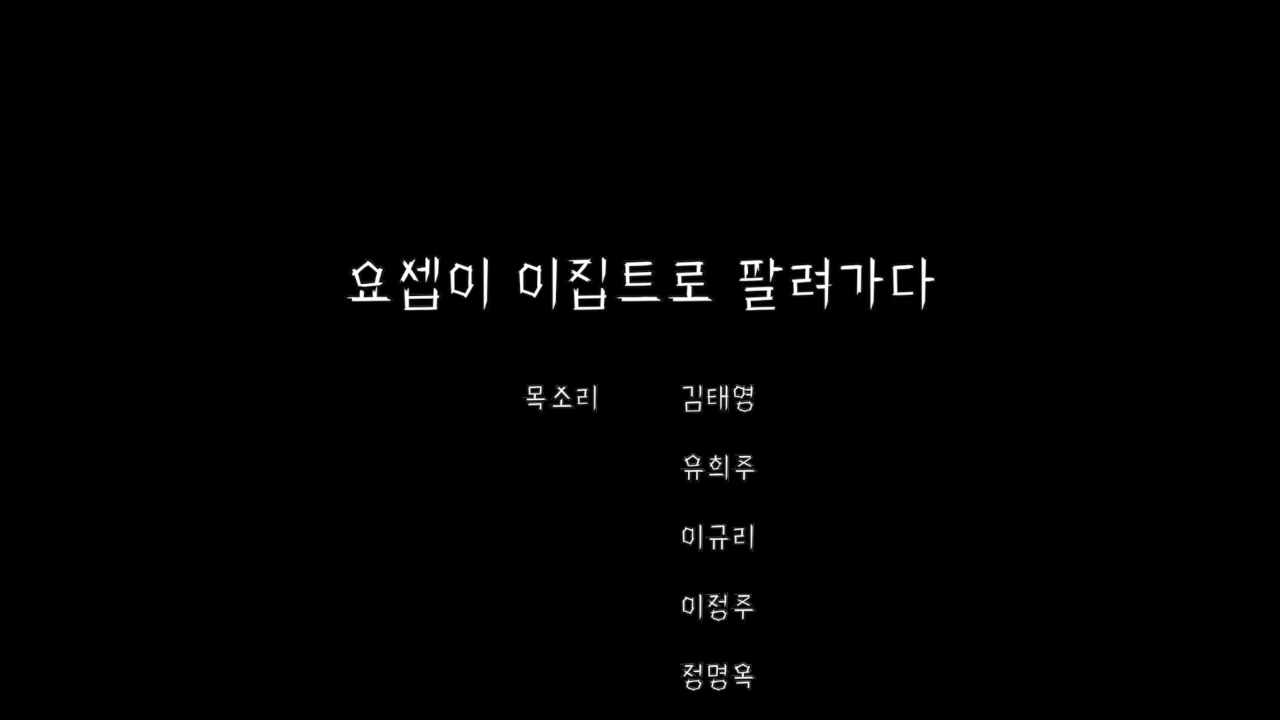 요셉이 이집트로 팔려가다
목소리 김태영
유희주
이규리
이정주
정명옥